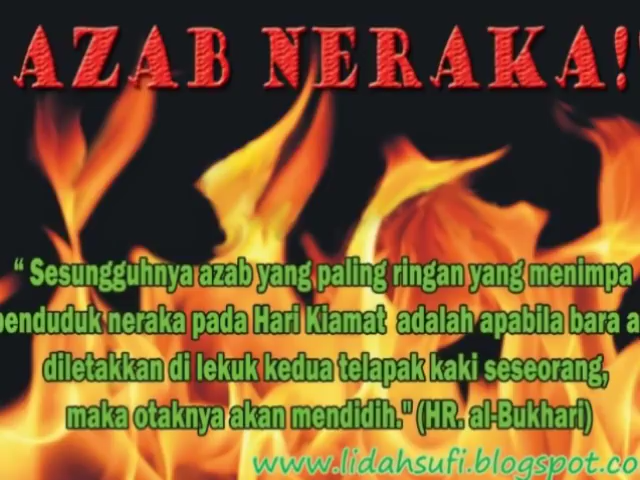 AZAB NERAKA!
“ Sesungguhnya azab yang paling ringan yang menimpa
penduduk neraka pada Hari Kiamat adalah apabila bara a
diletakkan di lekuk kedua telapak kaki seseorang,
maka otaknya akan mendidih." (HR. al-Bukhari)
www.lidahsufi.blogspot.co